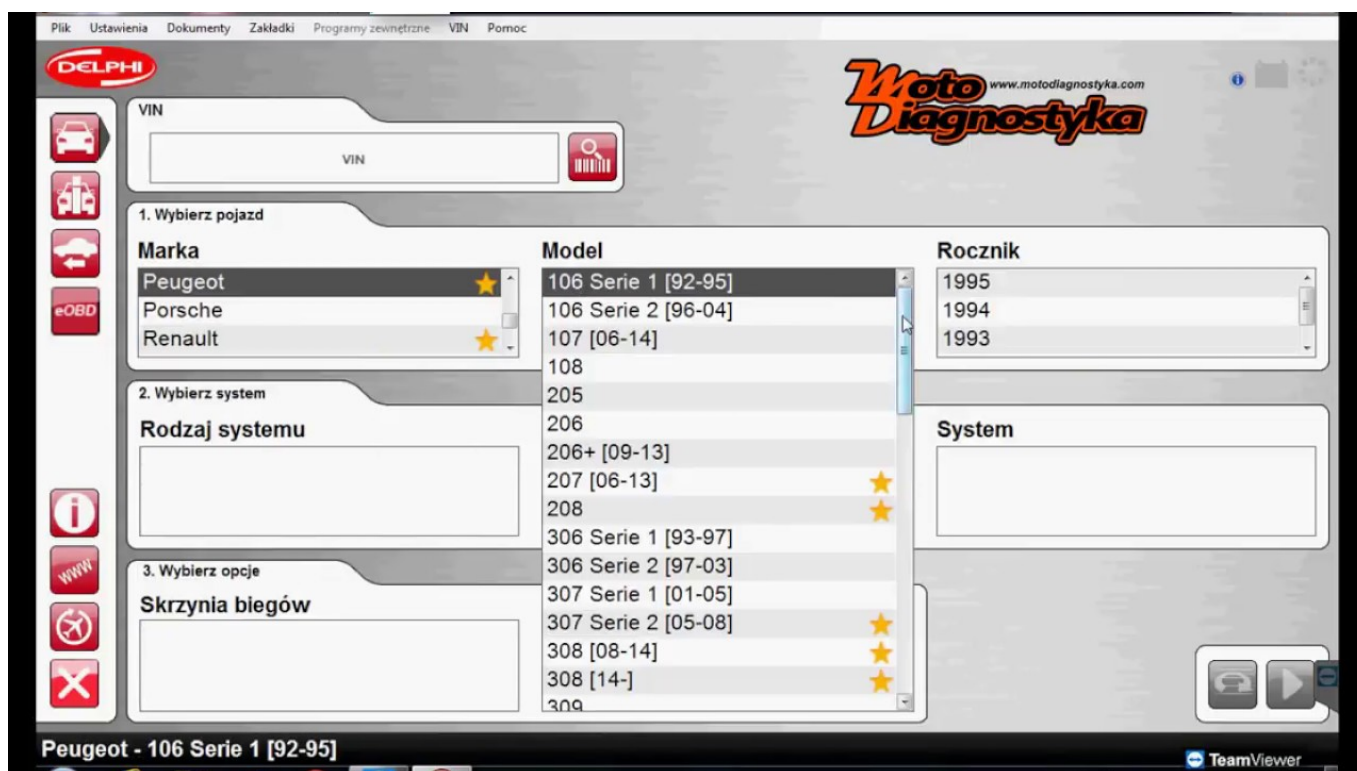 Plik Ustawienia Dokumenty Zakładki Programy zewnętrzne VIN Pomoc
DELPHI
Moto www.motodiagnostyka.com
Diagnostyka
VIN
VIN
1. Wybierz pojazd
Marka Model Rocznik
Peugeot 106 Serie 1 [92-95] 1995
Porsche 106 Serie 2 [96-04] 1994
Renault 107 [06-14] 1993
eOBD
108
2. Wybierz system
205
Rodzaj systemu 206 System
206+ [09-13]
207 [06-13]
208
306 Serie 1 [93-97]
3. Wybierz opcje 306 Serie 2 [97-03]
www
Skrzynia biegów 307 Serie 1 [01-05]
307 Serie 2 [05-08]
308 [08-14]
308 [14-]
309
Peugeot - 106 Serie 1 [92-95]
TeamViewer